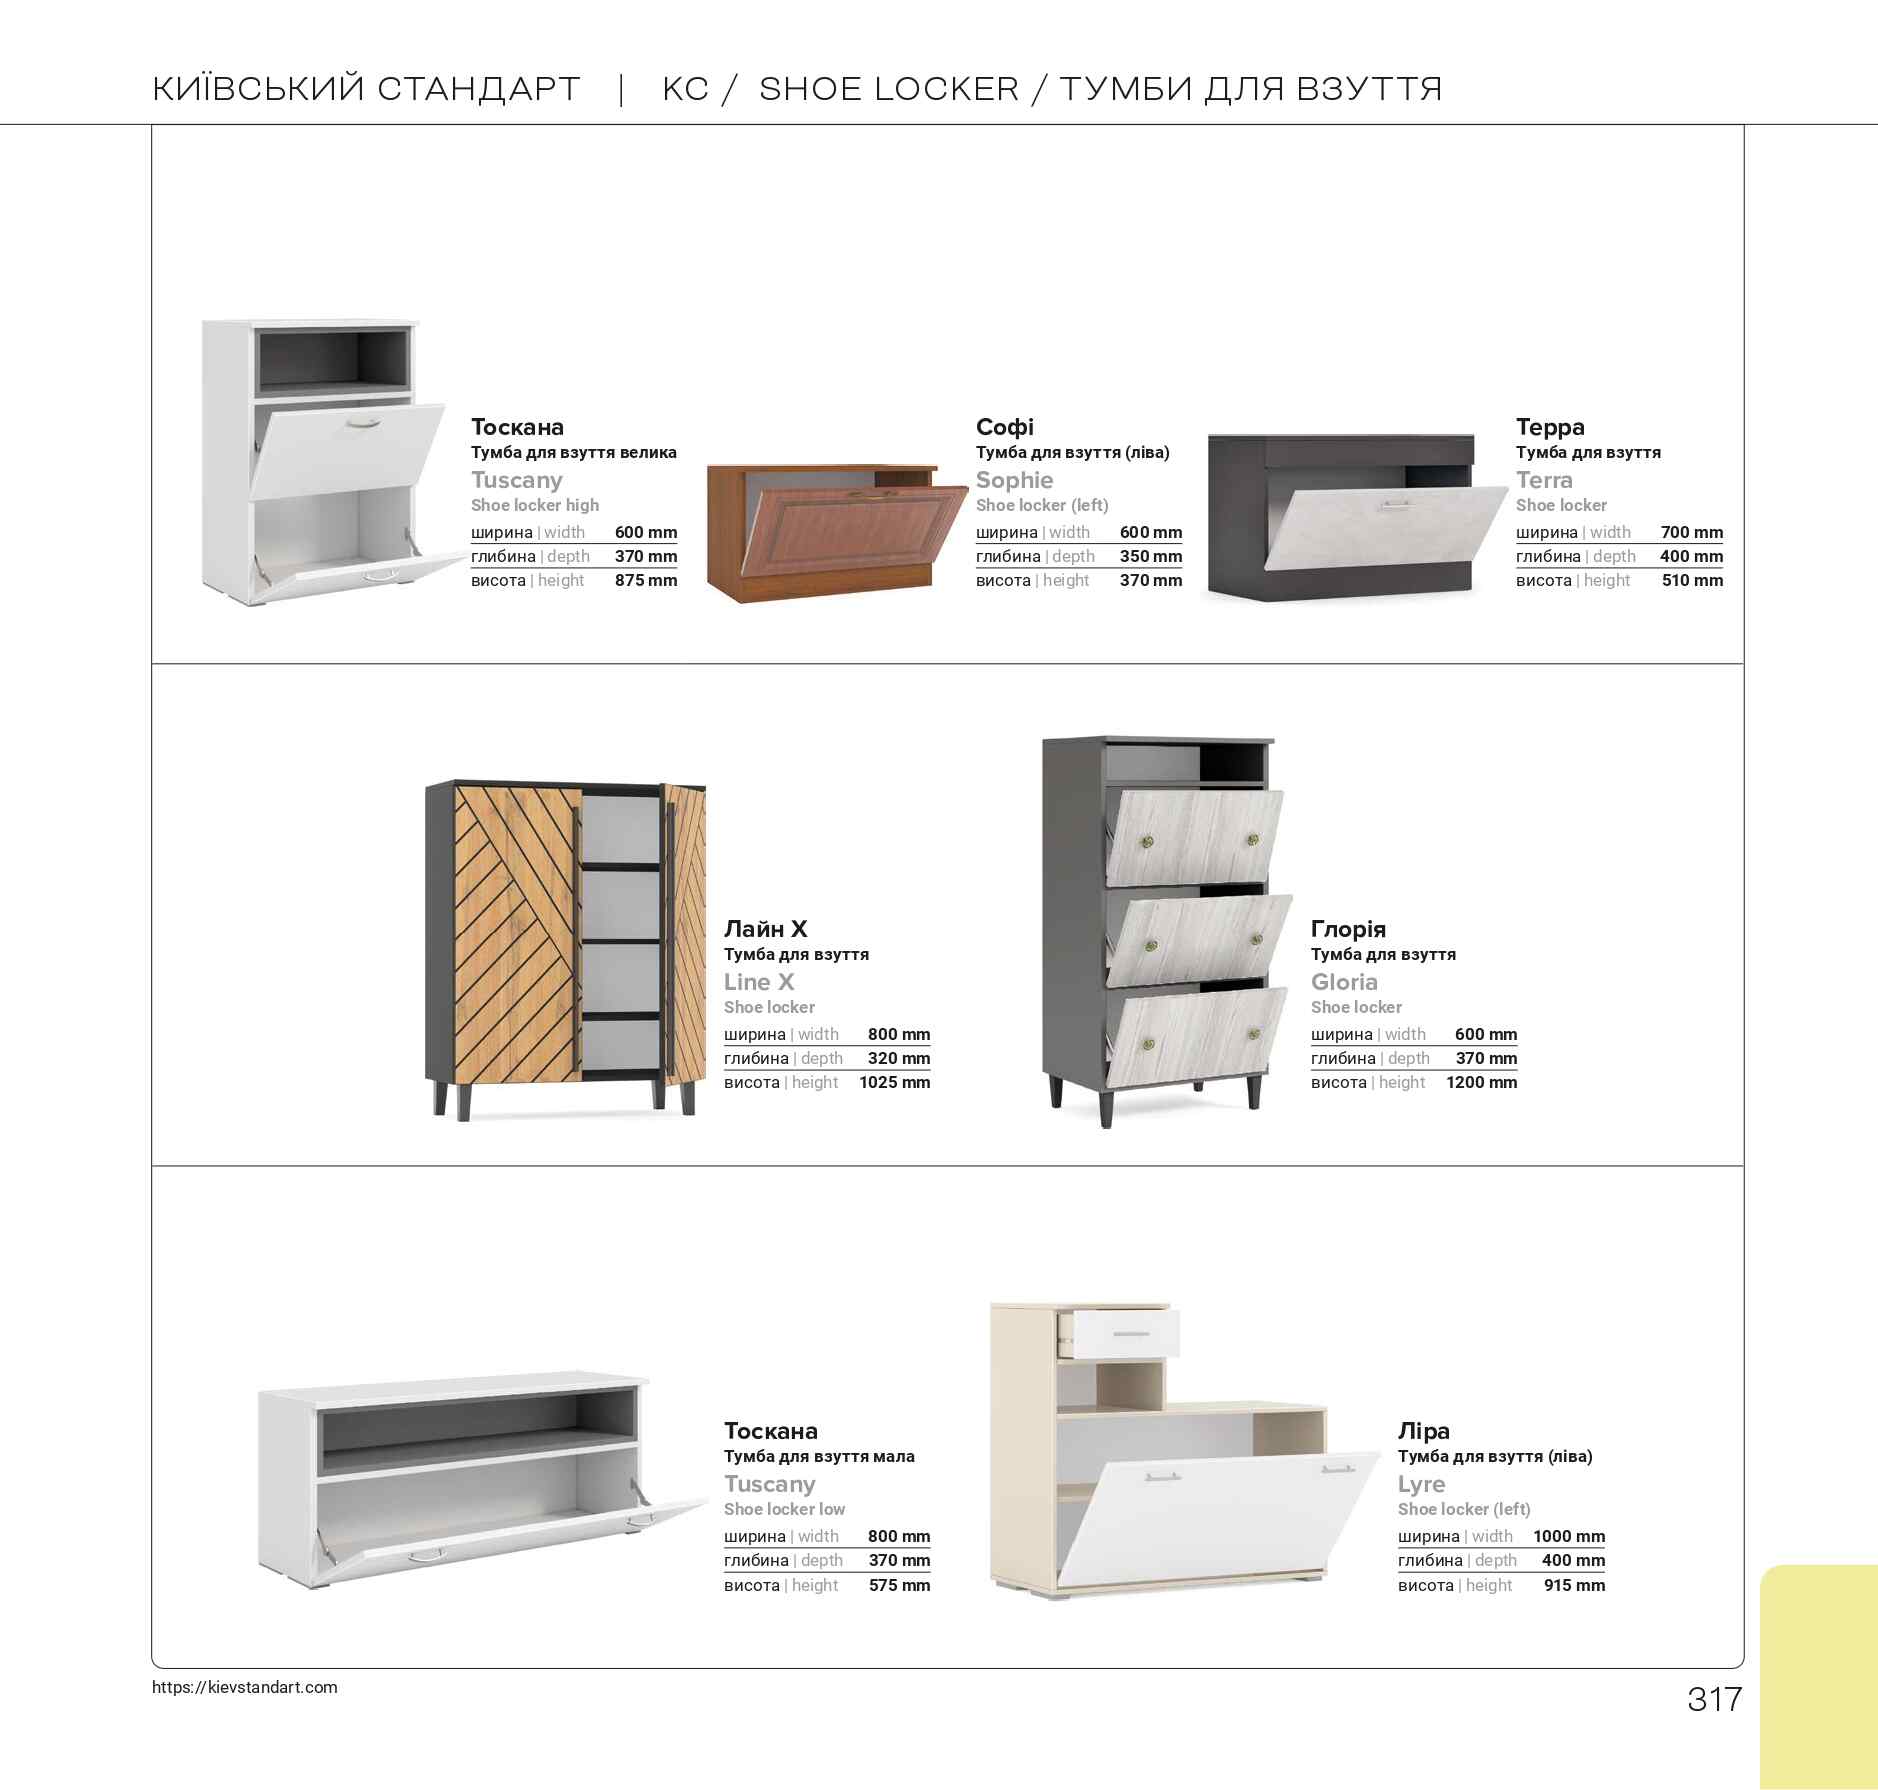 КИЇВСЬКИЙ СТАНДАРТ | КС / SHOE LOCKER / ТУМБИ ДЛЯ ВЗУТТЯ
Тоскана
Тумба для взуття велика
Tuscany
Shoe locker high
ширина | width 600 mm
глибина | depth 370 mm
висота | height 875 mm
Софі
Тумба для взуття (ліва)
Sophie
Shoe locker (left)
ширина | width 600 mm
глибина | depth 350 mm
висота | height 370 mm
Терра
Тумба для взуття
Terra
Shoe locker
ширина | width 700 mm
глибина | depth 400 mm
висота | height 510 mm
Лайн X
Тумба для взуття
Line X
Shoe locker
ширина | width 800 mm
глибина | depth 320 mm
висота | height 1025 mm
Глорія
Тумба для взуття
Gloria
Shoe locker
ширина | width 600 mm
глибина | depth 370 mm
висота | height 1200 mm
Тоскана
Тумба для взуття мала
Tuscany
Shoe locker low
ширина | width 800 mm
глибина | depth 370 mm
висота | height 575 mm
Ліра
Тумба для взуття (ліва)
Lyre
Shoe locker (left)
ширина | width 1000 mm
глибина | depth 400 mm
висота | height 915 mm
https://kievstandart.com
317